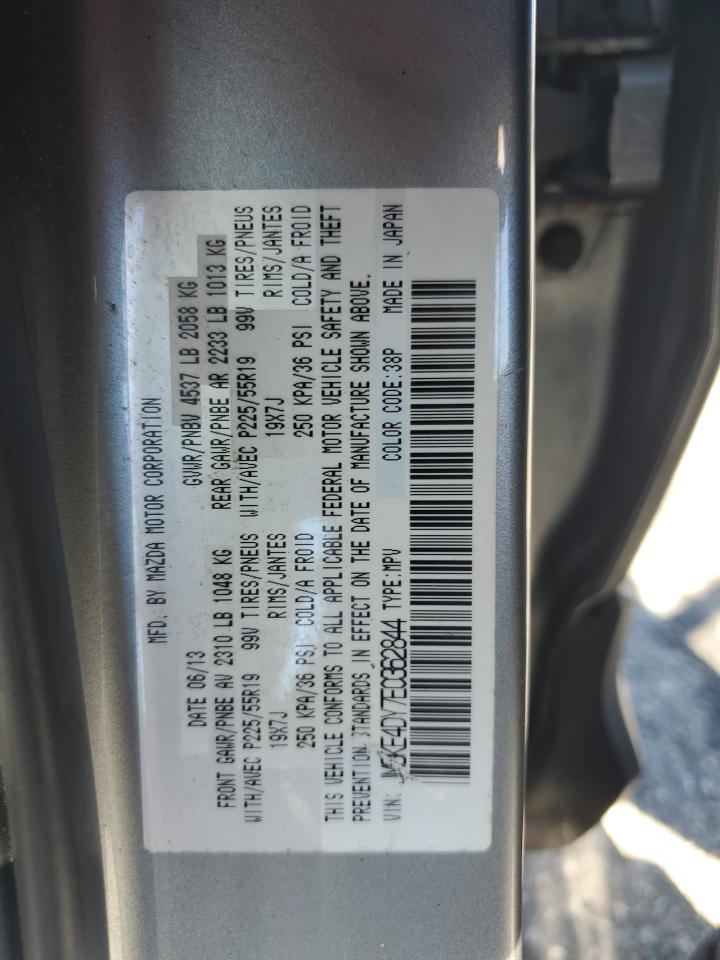 MFD. BY MAZDA MOTOR CORPORATION
DATE 06/13 GVWR/PNBV 4537 LB 2058 KG
FRONT GAWR/PNBE AV 2310 LB 1048 KG REAR GAWR/PNBE AR 2233 LB 1013 KG
WITH/AVEC P225/55R19 99V TIRES/PNEUS WITH/AVEC P225/55R19 99V TIRES/PNEUS
19X7J RIMS/JANTES 19X7J RIMS/JANTES
250 KPA/36 PSI COLD/A FROID 250 KPA/36 PSI COLD/A FROID
THIS VEHICLE CONFORMS TO ALL APPLICABLE FEDERAL MOTOR VEHICLE SAFETY AND THEFT
PREVENTION STANDARDS IN EFFECT ON THE DATE OF MANUFACTURE SHOWN ABOVE.
VIN: JM3KE4DY7E0362844 TYPE:MPV COLOR CODE:38P MADE IN JAPAN